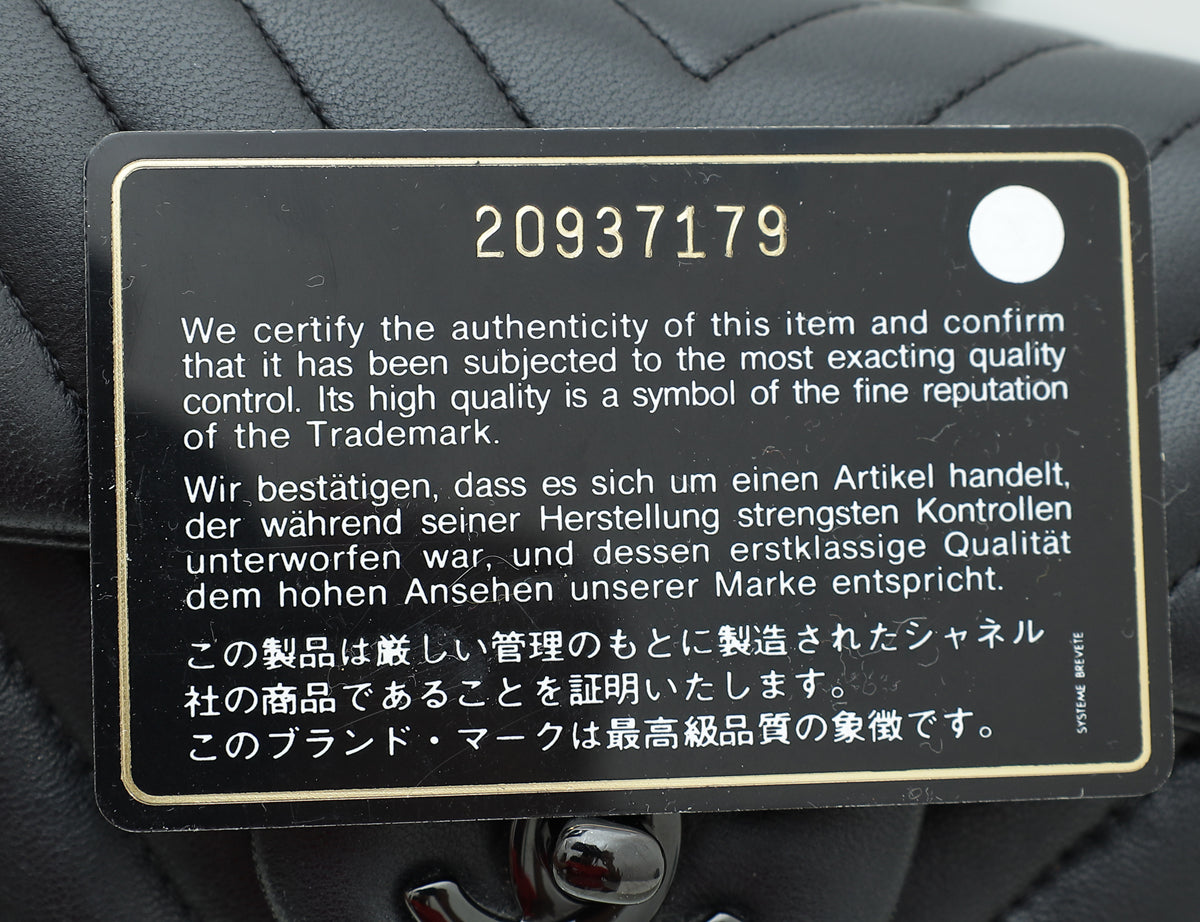 20937179
We certify the authenticity of this item and confirm
that it has been subjected to the most exacting quality
control. Its high quality is a symbol of the fine reputation
of the Trademark.
Wir bestätigen, dass es sich um einen Artikel handelt,
der während seiner Herstellung strengsten Kontrollen
unterworfen war, und dessen erstklassige Qualität
dem hohen Ansehen unserer Marke entspricht.
この製品は厳しい管理のもとに製造されたシャネル
社の商品であることを証明いたします。
このブランド・マークは最高級品質の象徴です。
SYSTEME BREVETE